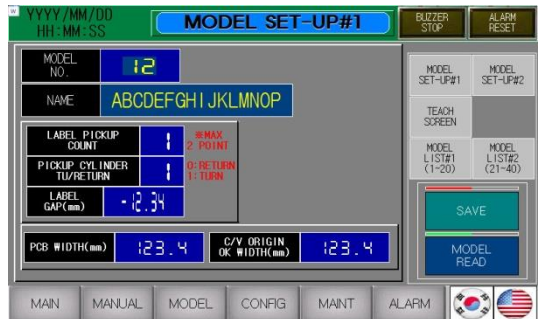 YYYY/MM/DD
HH:MM:SS
MODEL SET-UP#1
BUZZER
STOP
ALARM
RESET
MODEL
NO.
12
NAME
ABCDEFGHIJKLMNOP
LABEL PICKUP
COUNT
1
※MAX
2 POINT
PICKUP CYLINDER
TU/RETURN
1
0:RETURN
1:TURN
LABEL
GAP(mm)
-12.34
PCB WIDTH(mm)
123.4
C/V ORIGIN
OK WIDTH(mm)
123.4
MODEL
SET-UP#1
MODEL
SET-UP#2
TEACH
SCREEN
MODEL
LIST#1
(1-20)
MODEL
LIST#2
(21-40)
SAVE
MODEL
READ
MAIN
MANUAL
MODEL
CONFIG
MAINT
ALARM